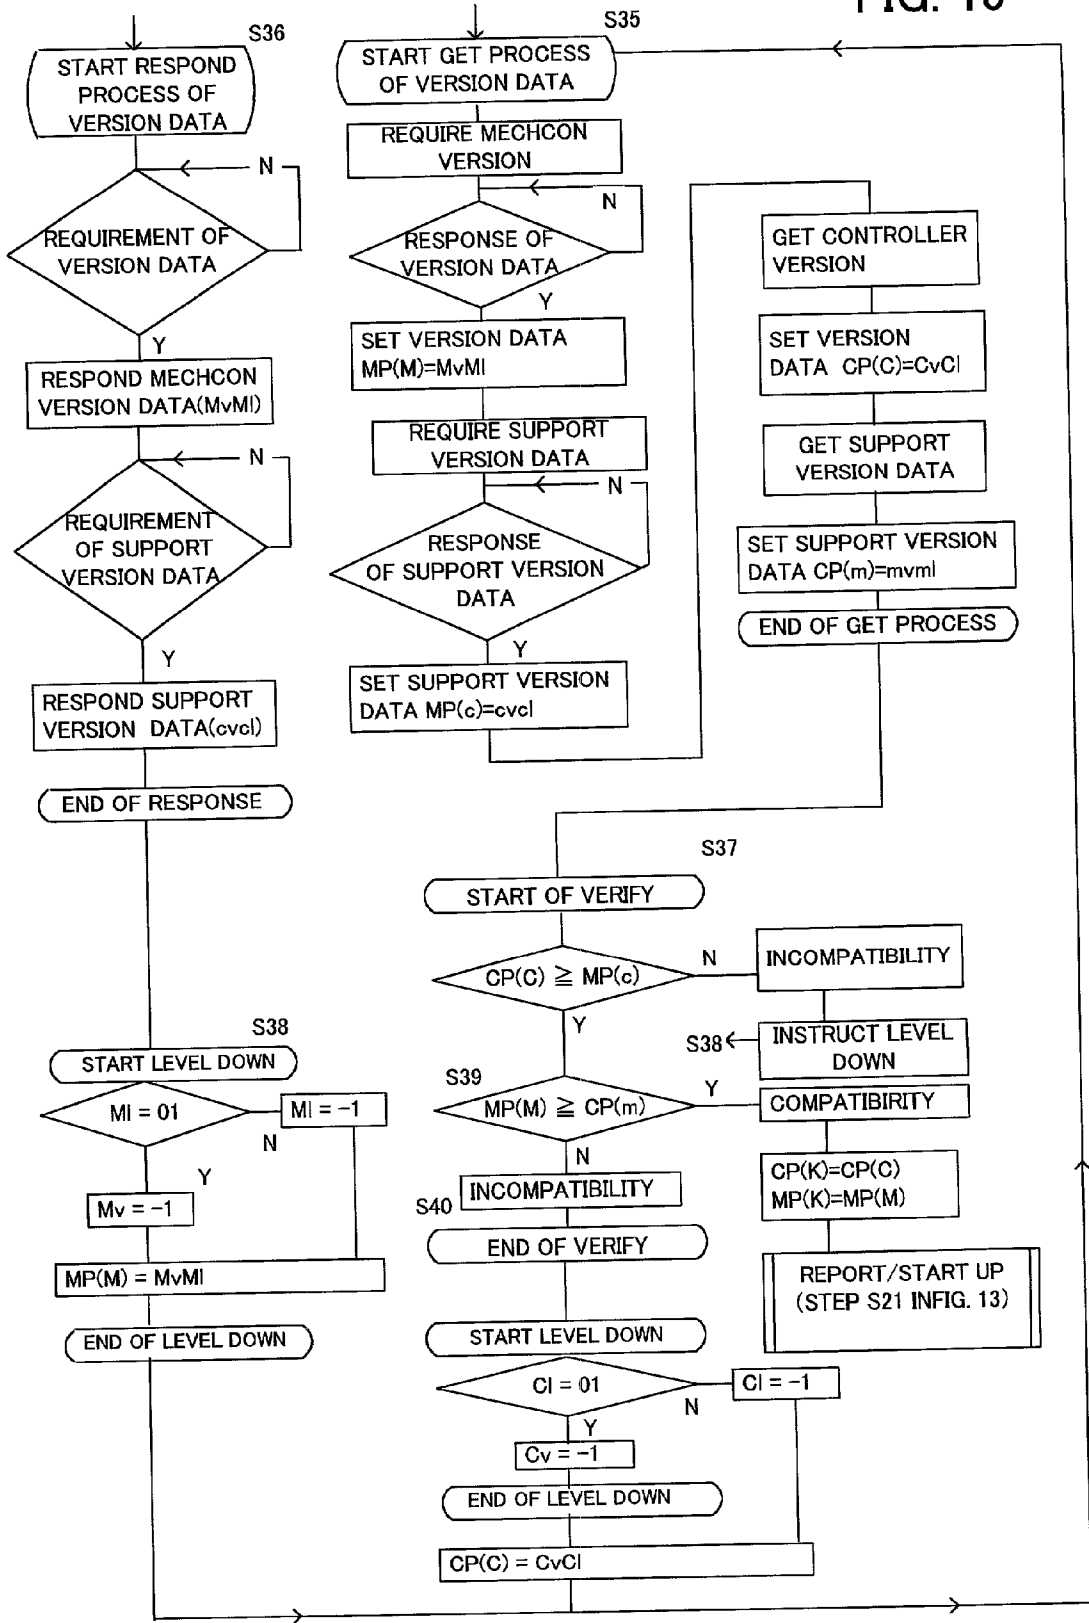 S36
START RESPOND
PROCESS OF
VERSION DATA
N
REQUIREMENT OF
VERSION DATA
Y
RESPOND MECHCON
VERSION DATA(MvMl)
N
REQUIREMENT
OF SUPPORT
VERSION DATA
Y
RESPOND SUPPORT
VERSION DATA(cvcl)
END OF RESPONSE
S38
START LEVEL DOWN
Ml = 01
Ml = -1
N
Y
Mv = -1
MP(M) = MvMl
END OF LEVEL DOWN
S35
START GET PROCESS
OF VERSION DATA
REQUIRE MECHCON
VERSION
N
RESPONSE OF
VERSION DATA
Y
SET VERSION DATA
MP(M)=MvMl
REQUIRE SUPPORT
VERSION DATA
N
RESPONSE
OF SUPPORT VERSION
DATA
Y
SET SUPPORT VERSION
DATA MP(c)=cvcl
GET CONTROLLER
VERSION
SET VERSION
DATA CP(C)=CvCl
GET SUPPORT
VERSION DATA
SET SUPPORT VERSION
DATA CP(m)=mvml
END OF GET PROCESS
S37
START OF VERIFY
CP(C) ≧ MP(c)
N
INCOMPATIBILITY
Y
S38
INSTRUCT LEVEL
DOWN
S39
MP(M) ≧ CP(m)
Y
COMPATIBIRITY
N
CP(K)=CP(C)
MP(K)=MP(M)
S40
INCOMPATIBILITY
END OF VERIFY
REPORT/START UP
(STEP S21 INFIG. 13)
START LEVEL DOWN
Cl = 01
Cl = -1
N
Y
Cv = -1
END OF LEVEL DOWN
CP(C) = CvCl